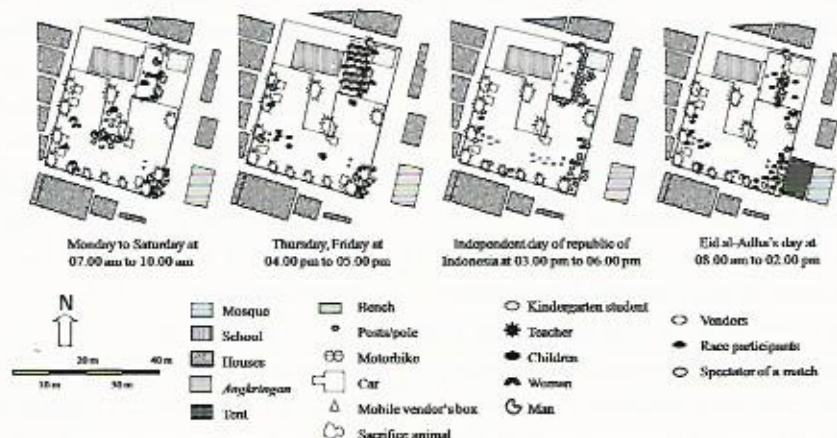 Monday to Saturday at
07.00 am to 10.00 am
Thursday, Friday at
04.00 pm to 05.00 pm
Independent day of republic of
Indonesia at 03.00 pm to 06.00 pm
Eid al-Adha's day at
08.00 am to 02.00 pm
N
20 m
40 m
10 m
30 m
Mosque
School
Houses
Angkringan
Tent
Bench
Posts/pole
Motorbike
Car
Mobile vendor's box
Sacrifice animal
Kindergarten student
Teacher
Children
Woman
Man
Vendors
Race participants
Spectator of a match